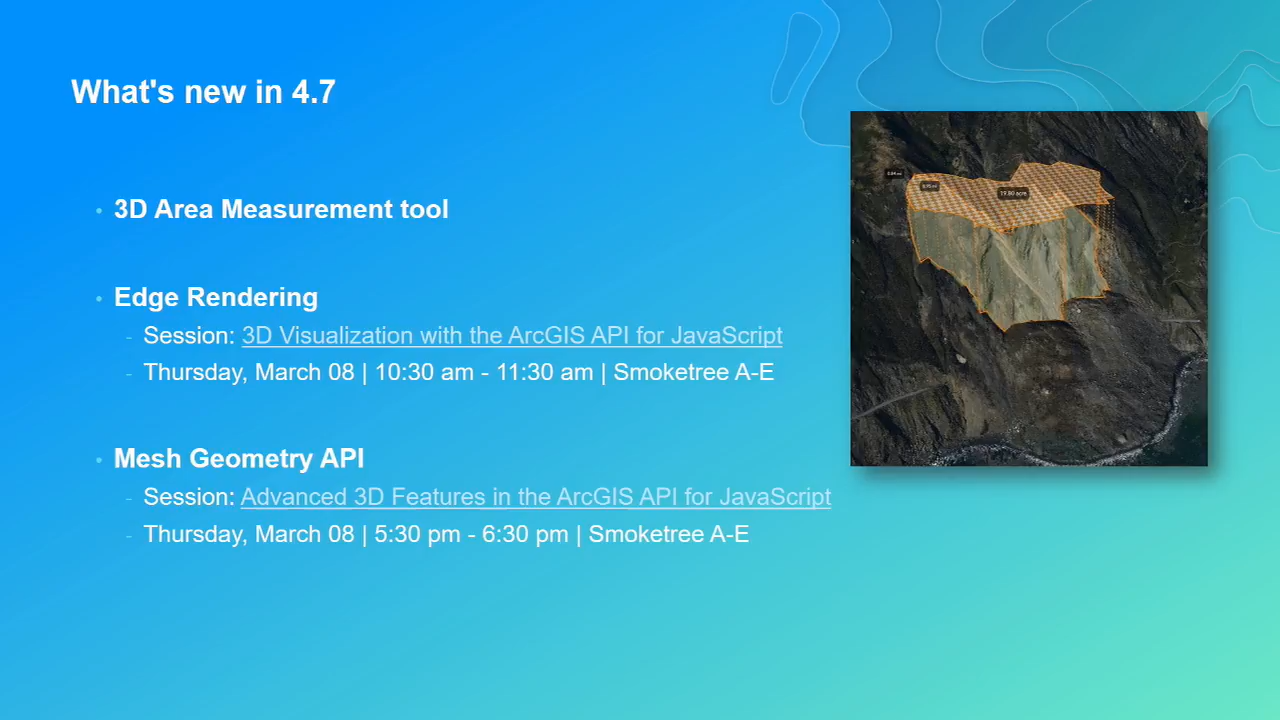 What's new in 4.7
3D Area Measurement tool
Edge Rendering
Session: 3D Visualization with the ArcGIS API for JavaScript
Thursday, March 08 | 10:30 am - 11:30 am | Smoketree A-E
Mesh Geometry API
Session: Advanced 3D Features in the ArcGIS API for JavaScript
Thursday, March 08 | 5:30 pm - 6:30 pm | Smoketree A-E